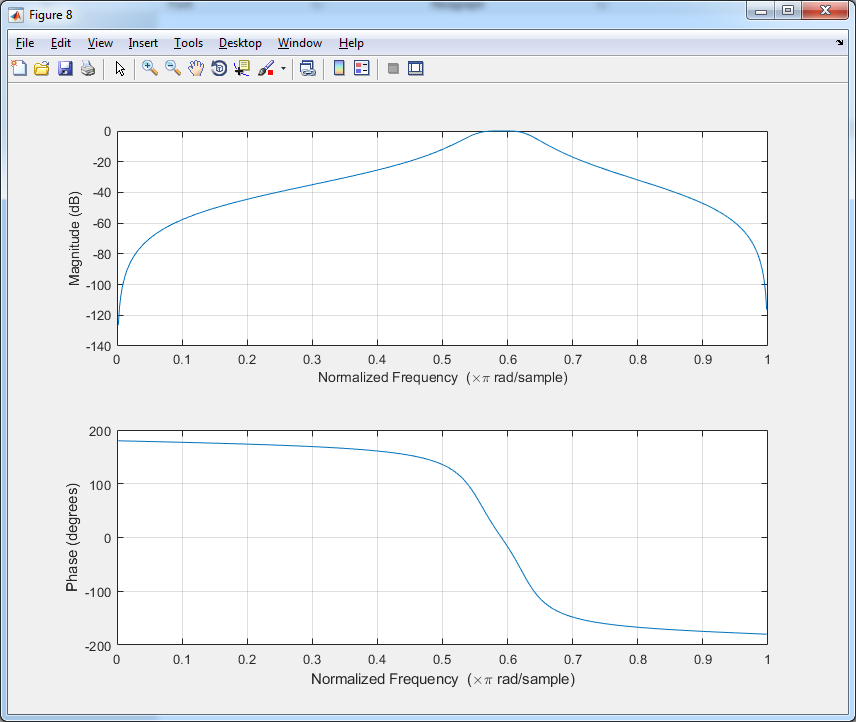 Figure 8
File Edit View Insert Tools Desktop Window Help
0
-20
-40
-60
-80
-100
-120
-140
Magnitude (dB)
0 0.1 0.2 0.3 0.4 0.5 0.6 0.7 0.8 0.9 1
Normalized Frequency (×π rad/sample)
200
100
0
-100
-200
Phase (degrees)
0 0.1 0.2 0.3 0.4 0.5 0.6 0.7 0.8 0.9 1
Normalized Frequency (×π rad/sample)